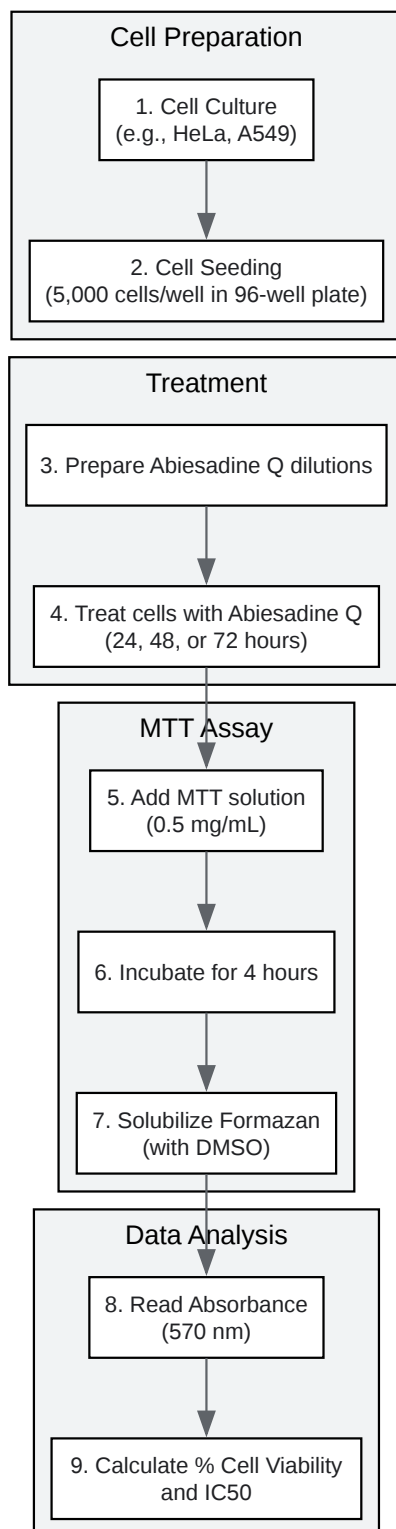 Cell Preparation
1. Cell Culture
(e.g., HeLa, A549)
2. Cell Seeding
(5,000 cells/well in 96-well plate)
Treatment
3. Prepare Abiesadine Q dilutions
4. Treat cells with Abiesadine Q
(24, 48, or 72 hours)
MTT Assay
5. Add MTT solution
(0.5 mg/mL)
6. Incubate for 4 hours
7. Solubilize Formazan
(with DMSO)
Data Analysis
8. Read Absorbance
(570 nm)
9. Calculate % Cell Viability
and IC50